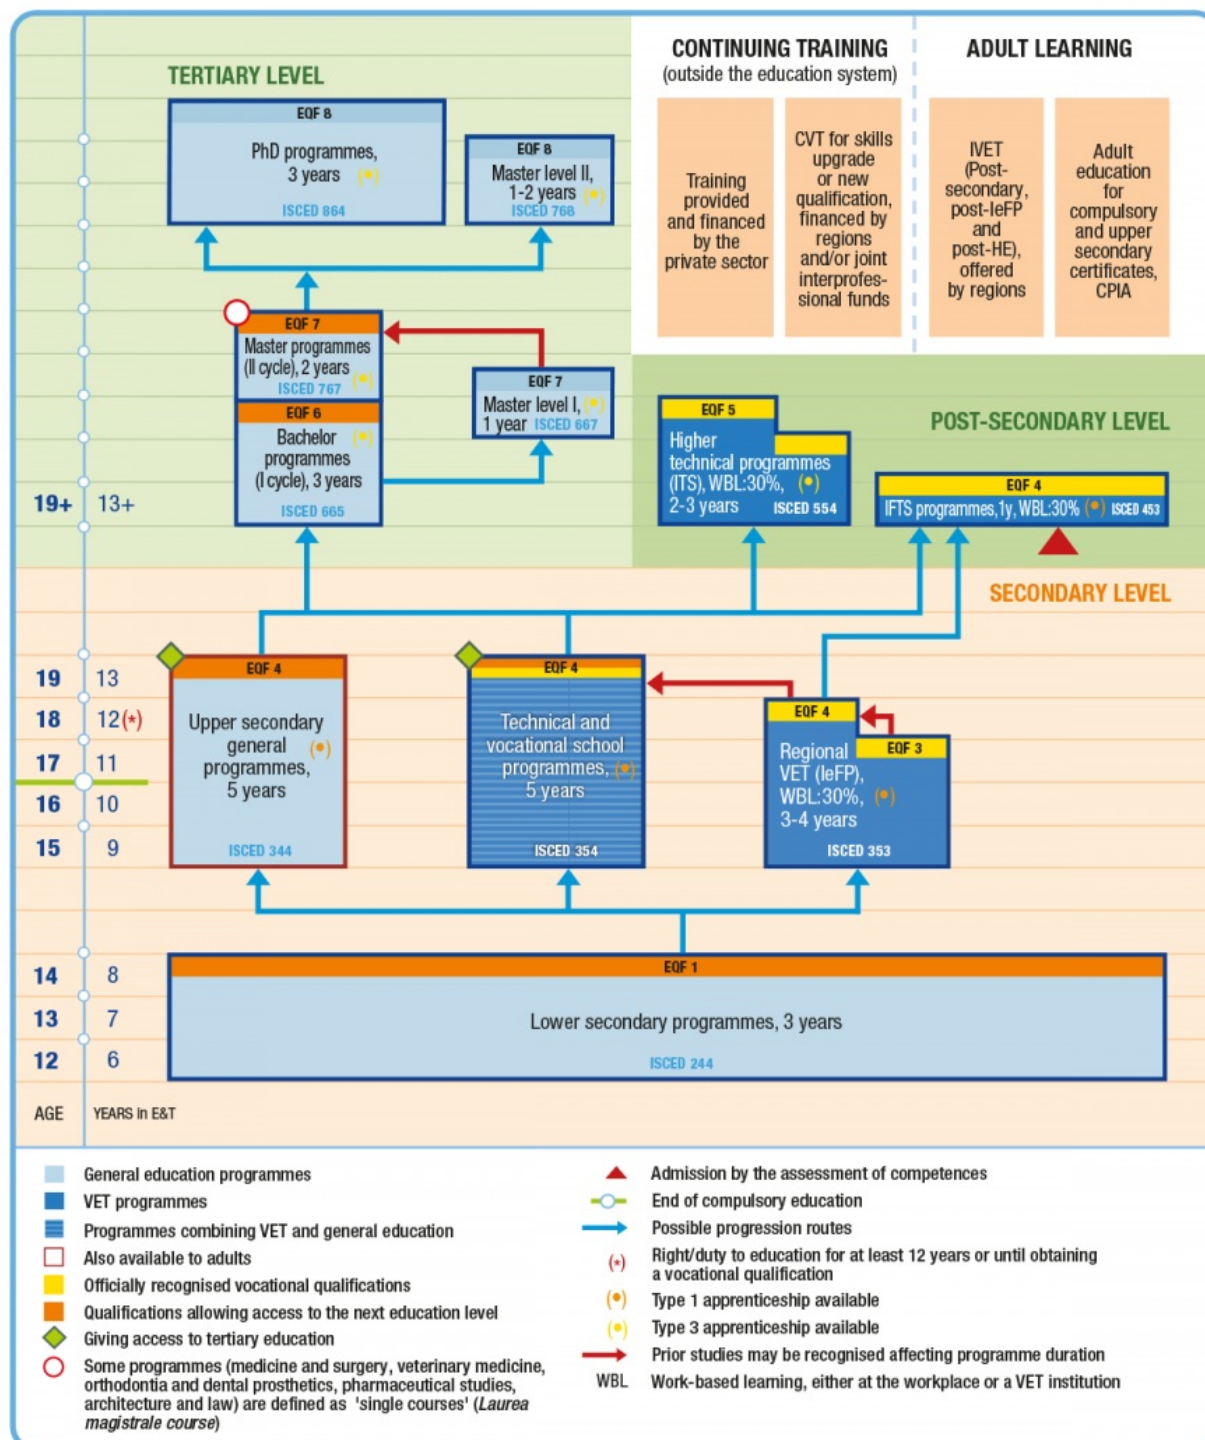 CONTINUING TRAINING
(outside the education system)
ADULT LEARNING
TERTIARY LEVEL
EQF 8
PhD programmes,
3 years (•)
ISCED 864
EQF 8
Master level II,
1-2 years (•)
ISCED 768
Training
provided
and financed
by the
private sector
CVT for skills
upgrade
or new
qualification,
financed by
regions
and/or joint
interprofes-
sional funds
IVET
(Post-
secondary,
post-IeFP
and
post-HE),
offered
by regions
Adult
education
for
compulsory
and upper
secondary
certificates,
CPIA
EQF 7
Master programmes
(II cycle), 2 years
(•)
ISCED 767
EQF 6
Bachelor (•)
programmes
(I cycle), 3 years
ISCED 665
EQF 7
Master level I, (•)
1 year ISCED 667
POST-SECONDARY LEVEL
EQF 5
Higher
technical programmes
(ITS), WBL:30%, (•)
2-3 years ISCED 554
EQF 4
IFTS programmes,1y, WBL:30% (•) ISCED 453
19+ 13+
SECONDARY LEVEL
EQF 4
Upper secondary
general (•)
programmes,
5 years
ISCED 344
EQF 4
Technical and
vocational school
programmes, (•)
5 years
ISCED 354
EQF 4
EQF 3
Regional
VET (IeFP),
WBL:30%, (•)
3-4 years
ISCED 353
19 13
18 12(*)
17 11
16 10
15 9
14 8
13 7
12 6
EQF 1
Lower secondary programmes, 3 years
ISCED 244
AGE YEARS in E&T
General education programmes
VET programmes
Programmes combining VET and general education
Also available to adults
Officially recognised vocational qualifications
Qualifications allowing access to the next education level
Giving access to tertiary education
Some programmes (medicine and surgery, veterinary medicine,
orthodontia and dental prosthetics, pharmaceutical studies,
architecture and law) are defined as 'single courses' (Laurea
magistrale course)
Admission by the assessment of competences
End of compulsory education
Possible progression routes
(*) Right/duty to education for at least 12 years or until obtaining
a vocational qualification
(•) Type 1 apprenticeship available
(•) Type 3 apprenticeship available
Prior studies may be recognised affecting programme duration
WBL Work-based learning, either at the workplace or a VET institution